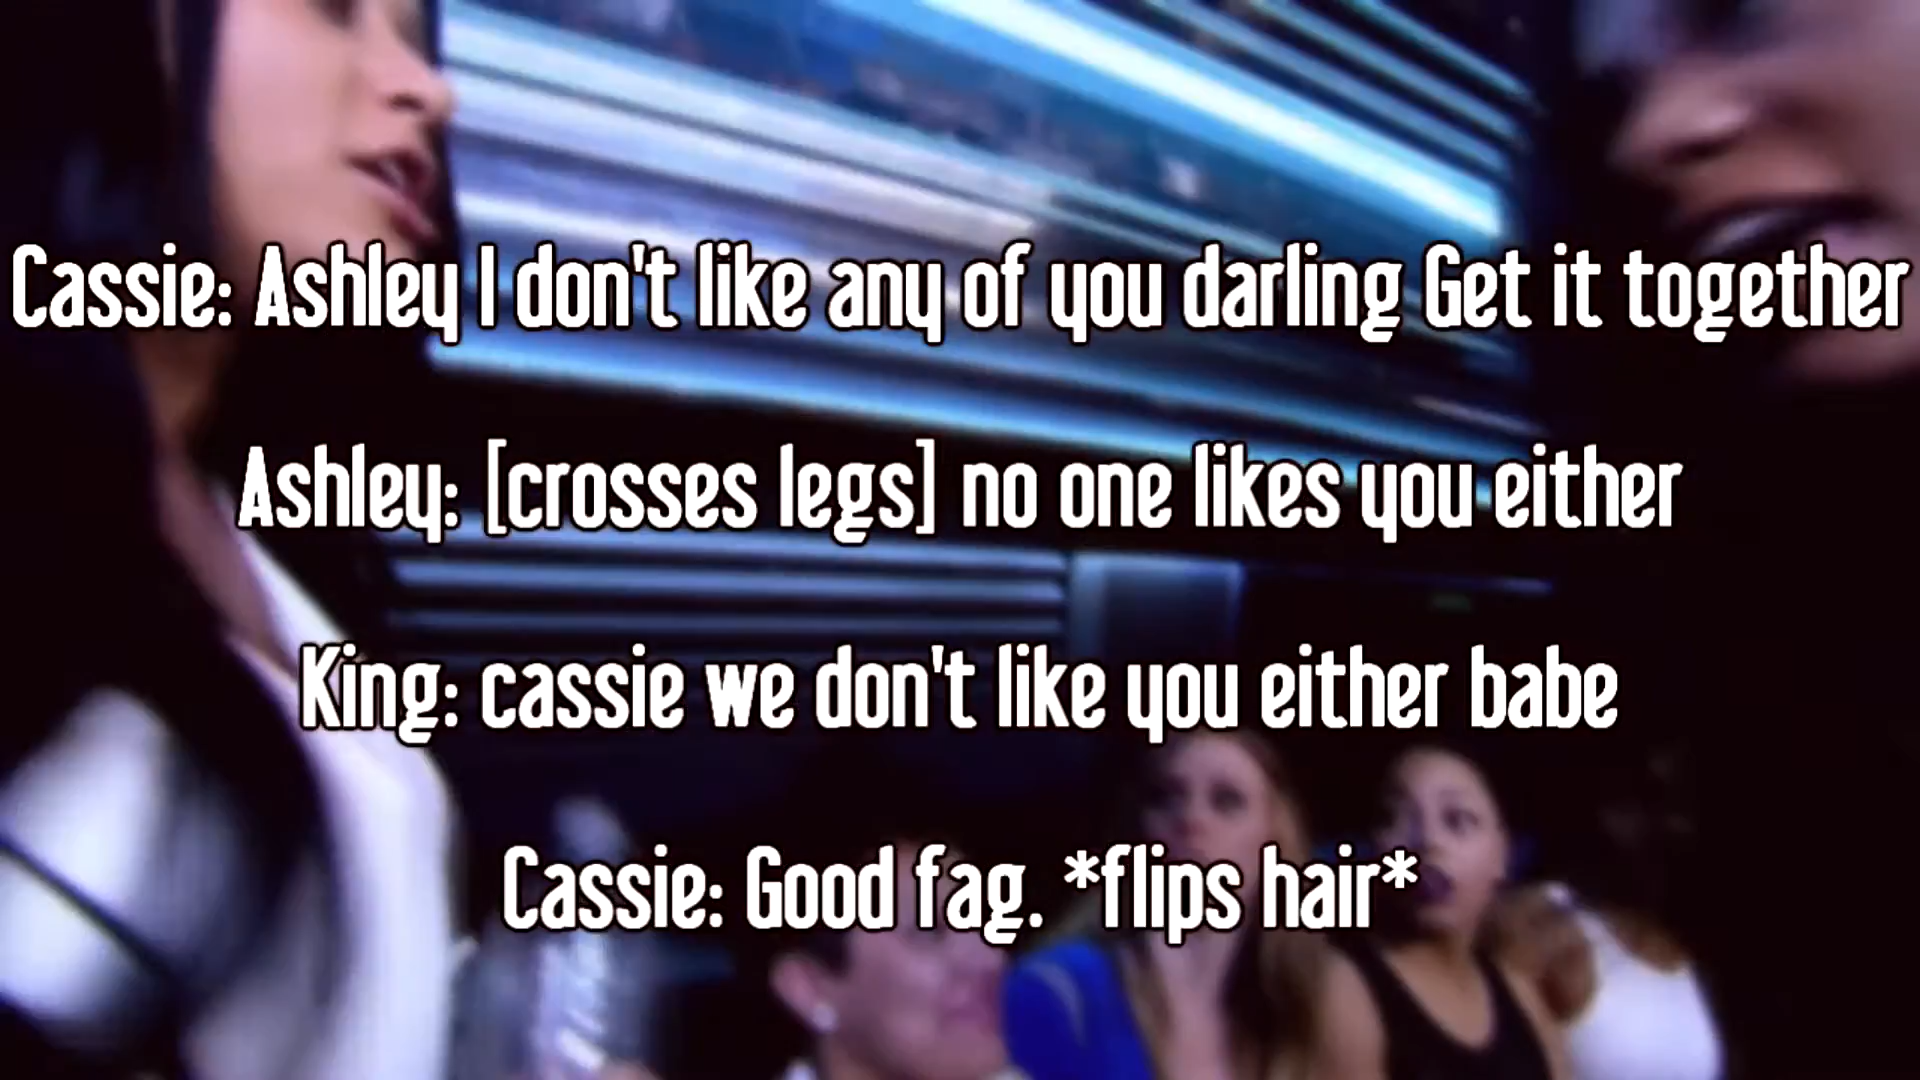 Cassie: Ashley I don't like any of you darling Get it together
Ashley: [crosses legs] no one likes you either
King: cassie we don't like you either babe
Cassie: Good fag. *flips hair*